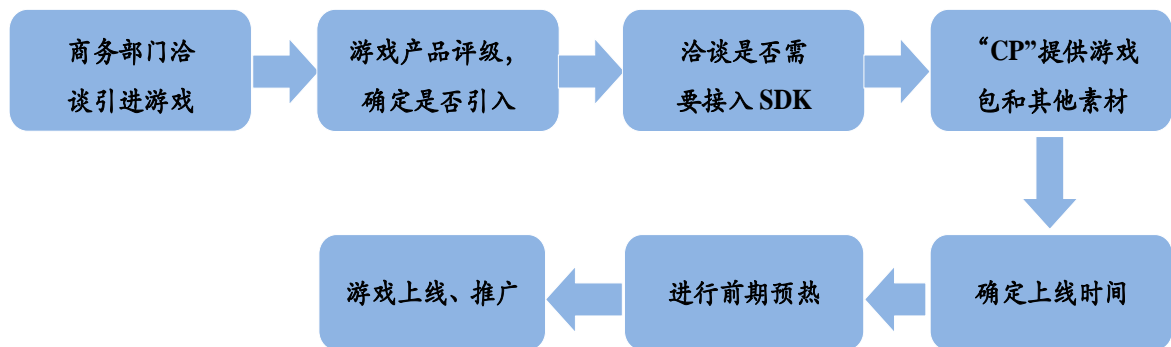 商务部门洽
谈引进游戏
游戏产品评级，
确定是否引入
洽谈是否需
要接入 SDK
“CP”提供游戏
包和其他素材
确定上线时间
进行前期预热
游戏上线、推广